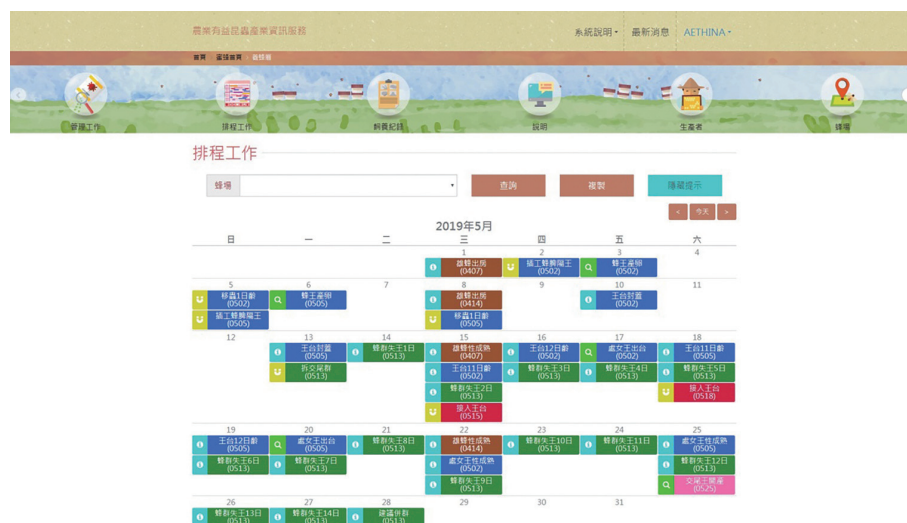 農業有益昆蟲產業資訊服務
系統說明 最新消息 AETHINA
首頁 蜜蜂首頁 養蜂場
管理工作 排程工作 飼養紀錄 說明 生產者 蜂場
排程工作
蜂場 查詢 複製 隱藏提示
< 今天 >
2019年5月
日 一 二 三 四 五 六
1 2 3 4
雄蜂出房 插工蜂脾隔王 蜂王產卵
(0407) (0502) (0502)
5 6 7 8 9 10 11
移蟲1日齡 蜂王產卵 雄蜂出房 王台封蓋
(0502) (0505) (0414) (0502)
插工蜂脾隔王 移蟲1日齡
(0505) (0505)
12 13 14 15 16 17 18
王台封蓋 蜂群失王1日 雄蜂性成熟 王台12日齡 處女王出台 王台11日齡
(0505) (0513) (0407) (0502) (0502) (0505)
拆交尾群 王台11日齡 蜂群失王3日 蜂群失王4日 蜂群失王5日
(0513) (0502) (0513) (0513) (0513)
蜂群失王2日 接入王台
(0513) (0518)
接入王台
(0515)
19 20 21 22 23 24 25
王台12日齡 處女王出台 蜂群失王8日 雄蜂性成熟 蜂群失王10日 蜂群失王11日 處女王性成熟
(0505) (0505) (0513) (0414) (0513) (0513) (0505)
蜂群失王6日 蜂群失王7日 處女王性成熟 蜂群失王12日
(0513) (0513) (0502) (0513)
蜂群失王9日 交尾王開產
(0513) (0525)
26 27 28 29 30 31
蜂群失王13日 蜂群失王14日 建議併群
(0513) (0513) (0513)